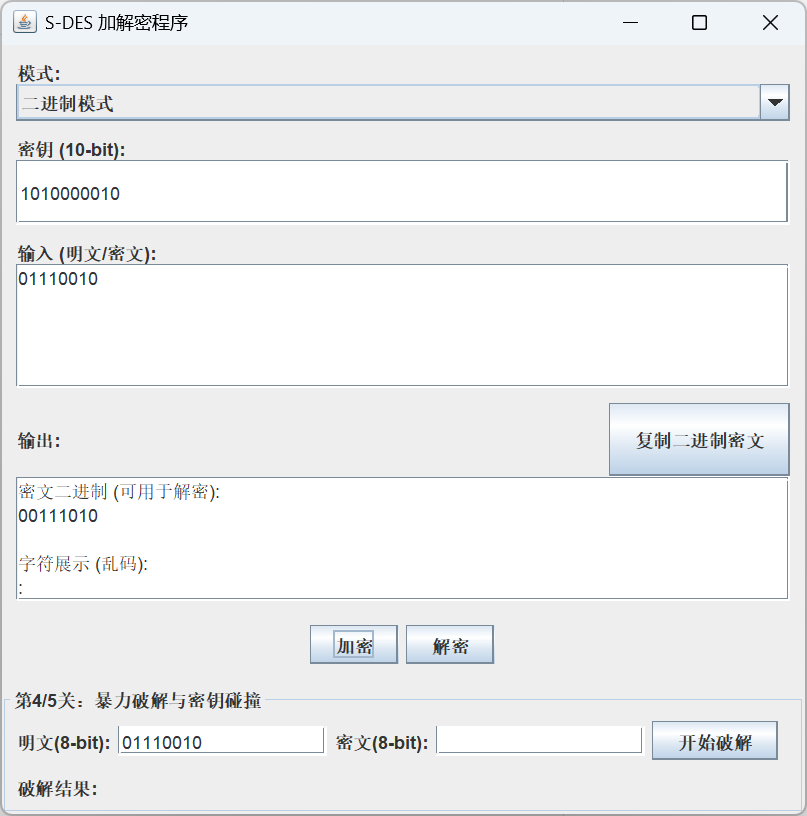 S-DES 加解密程序
模式:
二进制模式
密钥 (10-bit):
1010000010
输入 (明文/密文):
01110010
输出:
复制二进制密文
密文二进制 (可用于解密):
00111010
字符展示 (乱码):
:
加密 解密
第4/5关：暴力破解与密钥碰撞
明文(8-bit): 01110010 密文(8-bit): 开始破解
破解结果: